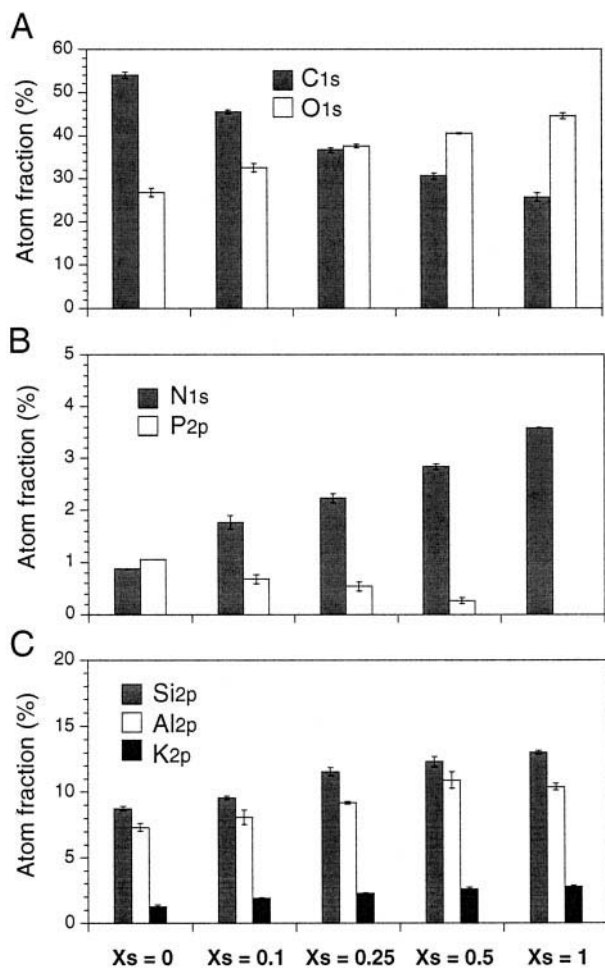 A
60
50
40
30
20
10
0
Atom fraction (%)
C1s
O1s
B
5
4
3
2
1
0
Atom fraction (%)
N1s
P2p
C
20
15
10
5
0
Atom fraction (%)
Si2p
Al2p
K2p
Xs = 0 Xs = 0.1 Xs = 0.25 Xs = 0.5 Xs = 1